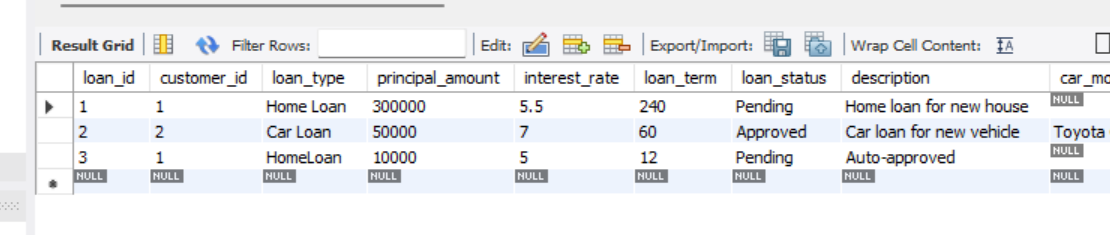 Result Grid Filter Rows: Edit: Export/Import: Wrap Cell Content:
loan_id customer_id loan_type principal_amount interest_rate loan_term loan_status description car_mo
1 1 Home Loan 300000 5.5 240 Pending Home loan for new house NULL
2 2 Car Loan 50000 7 60 Approved Car loan for new vehicle Toyota
3 1 HomeLoan 10000 5 12 Pending Auto-approved NULL
NULL NULL NULL NULL NULL NULL NULL NULL NULL